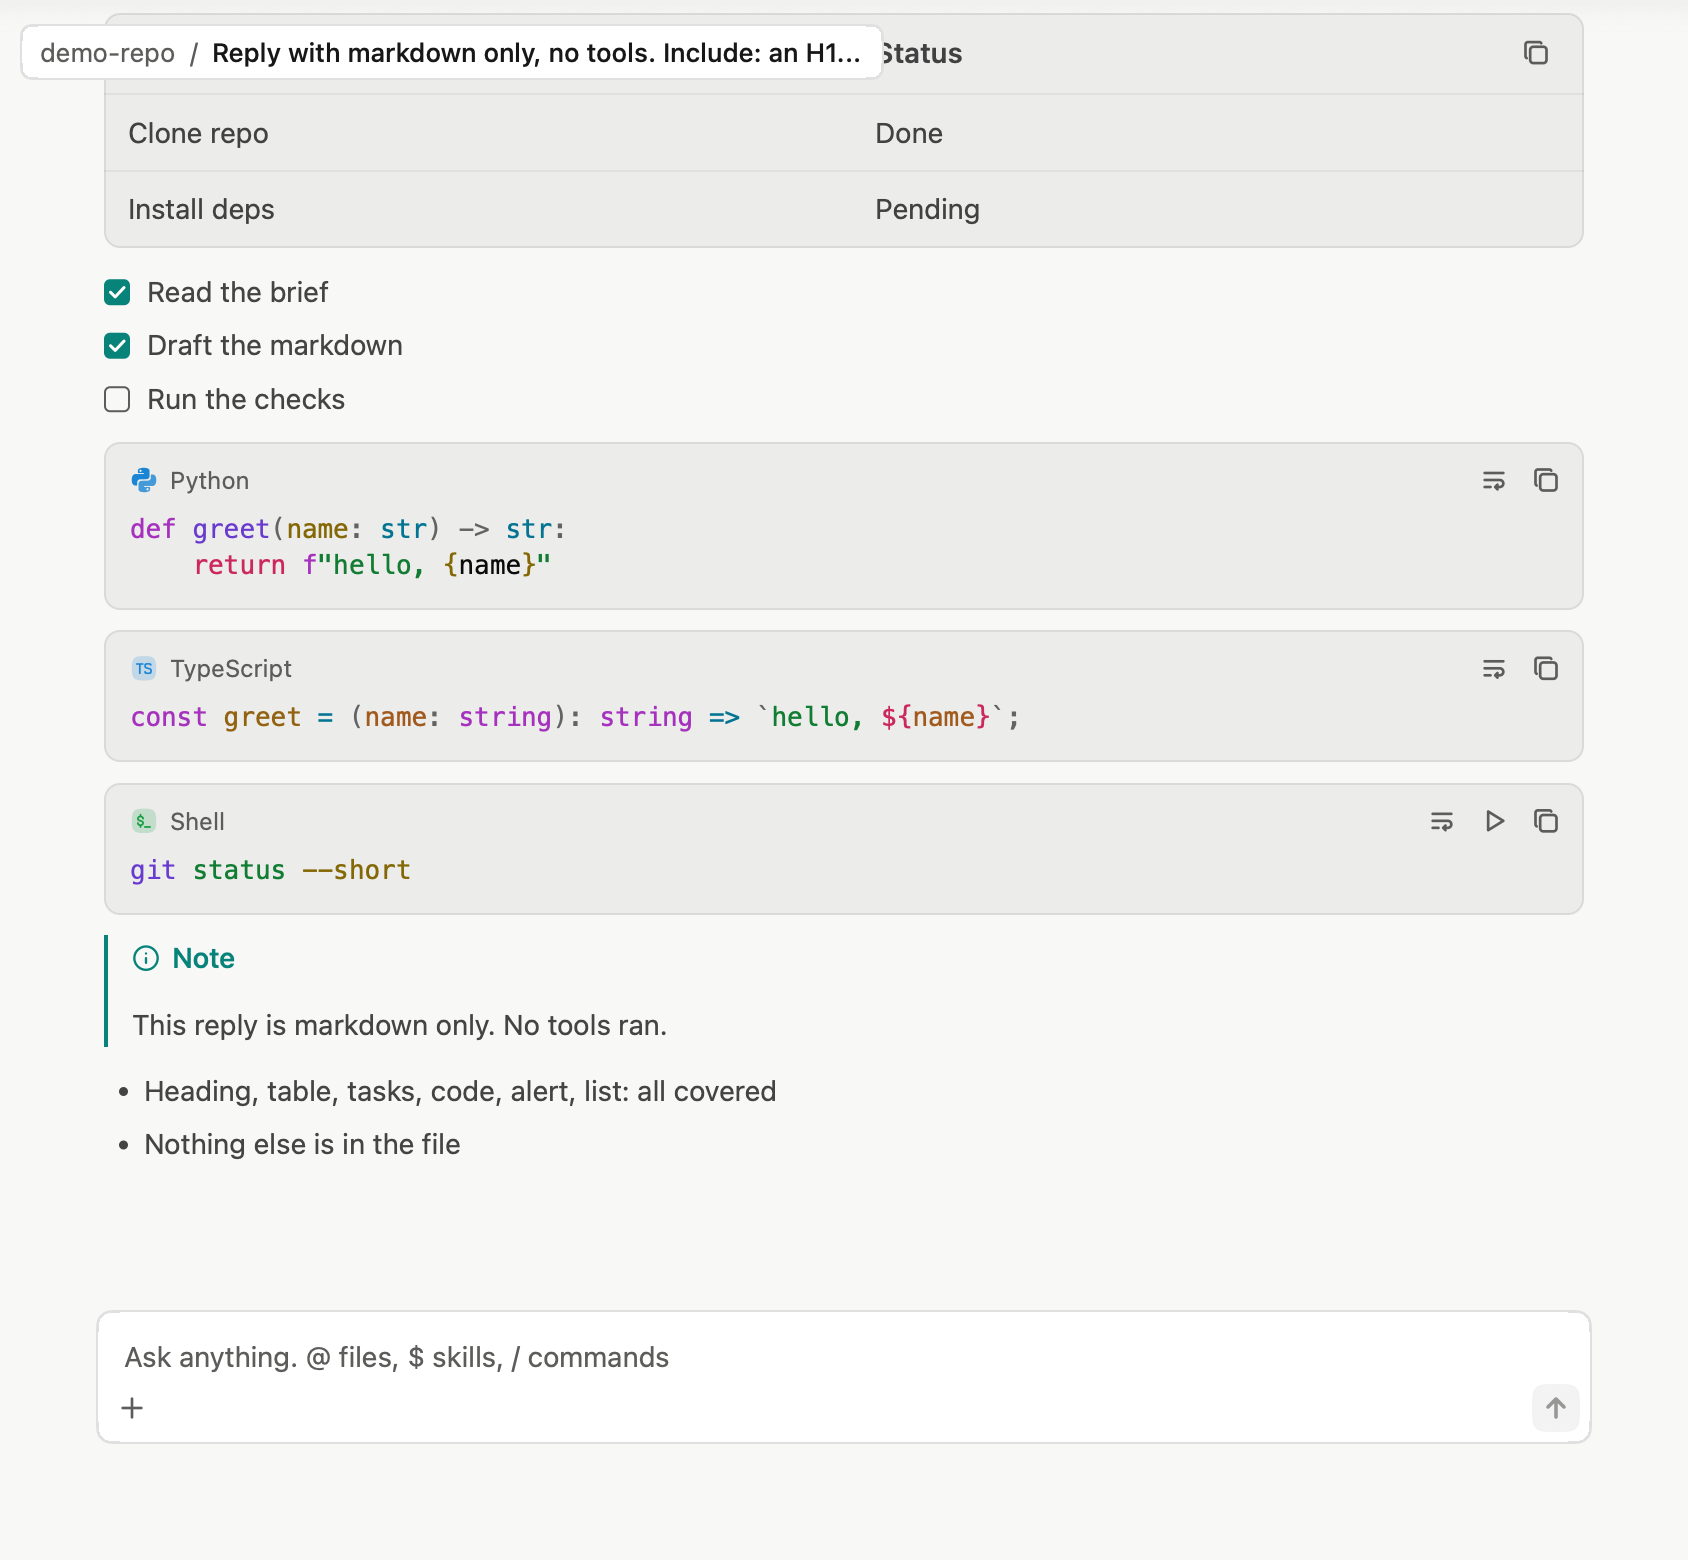 demo-repo / Reply with markdown only, no tools. Include: an H1...
Status
Clone repo Done
Install deps Pending
Read the brief
Draft the markdown
Run the checks
Python
def greet(name: str) -> str:
    return f"hello, {name}"
TS TypeScript
const greet = (name: string): string => `hello, ${name}`;
$_ Shell
git status --short
Note
This reply is markdown only. No tools ran.
• Heading, table, tasks, code, alert, list: all covered
• Nothing else is in the file
Ask anything. @ files, $ skills, / commands